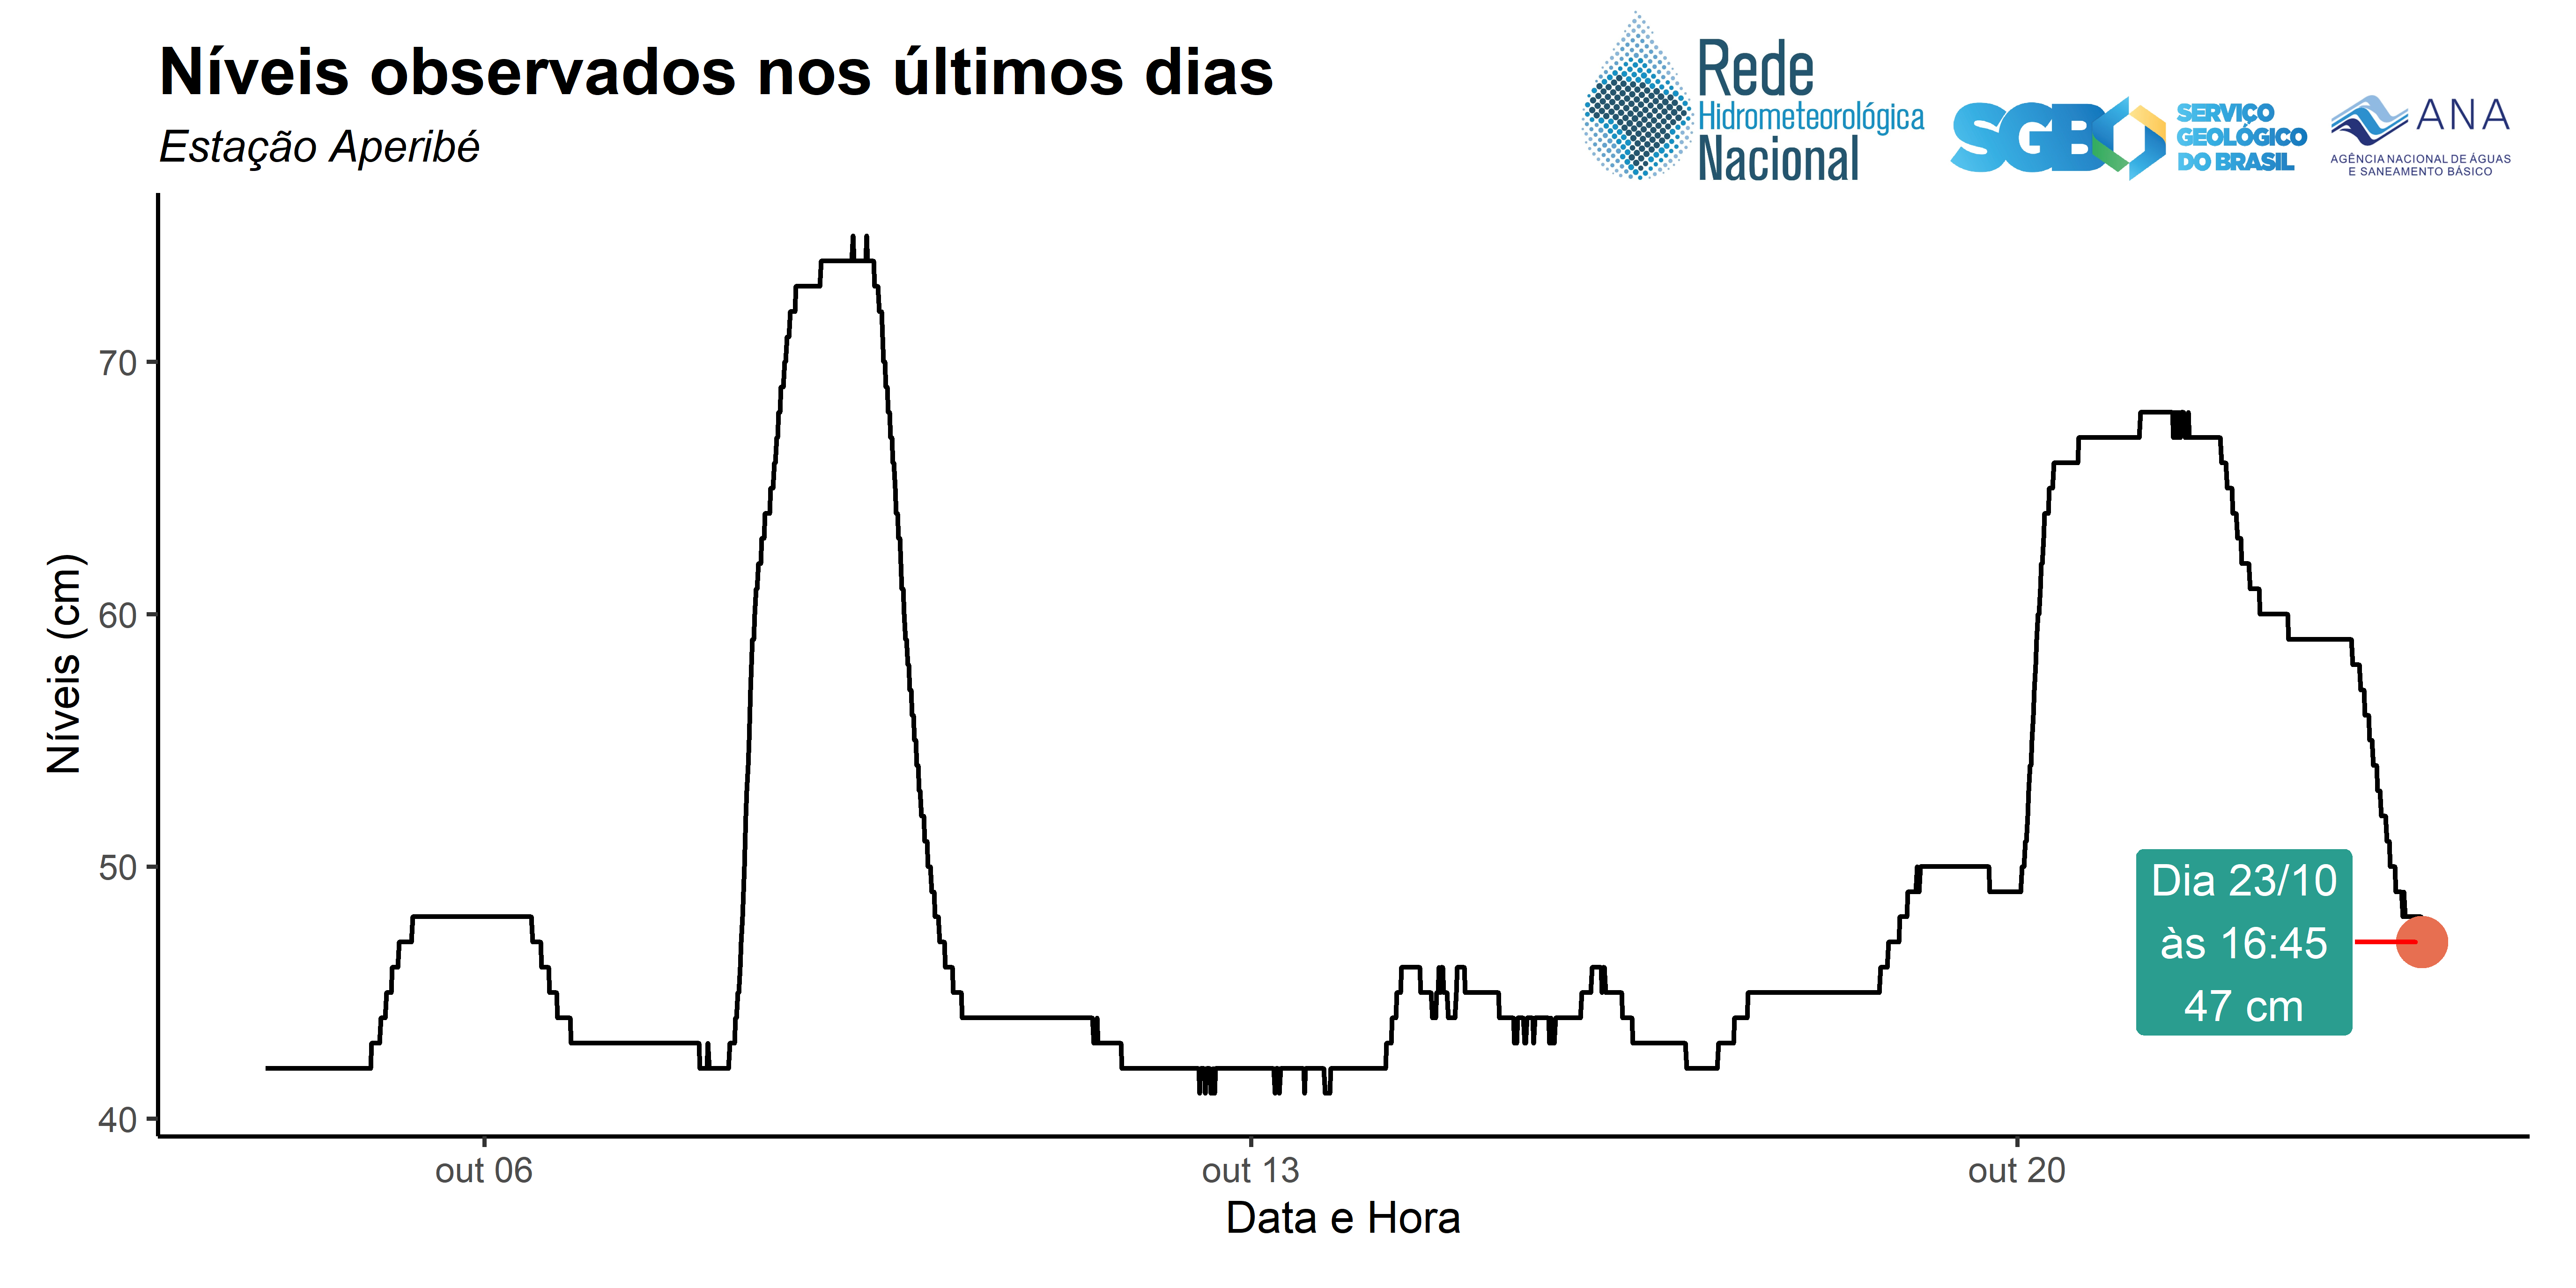 Níveis observados nos últimos dias
Estação Aperibé
Rede
Hidrometeorológica
Nacional
SGB
SERVIÇO
GEOLÓGICO
DO BRASIL
ANA
AGÊNCIA NACIONAL DE ÁGUAS
E SANEAMENTO BÁSICO
Níveis (cm)
70
60
50
40
Dia 23/10
às 16:45
47 cm
out 06
out 13
out 20
Data e Hora